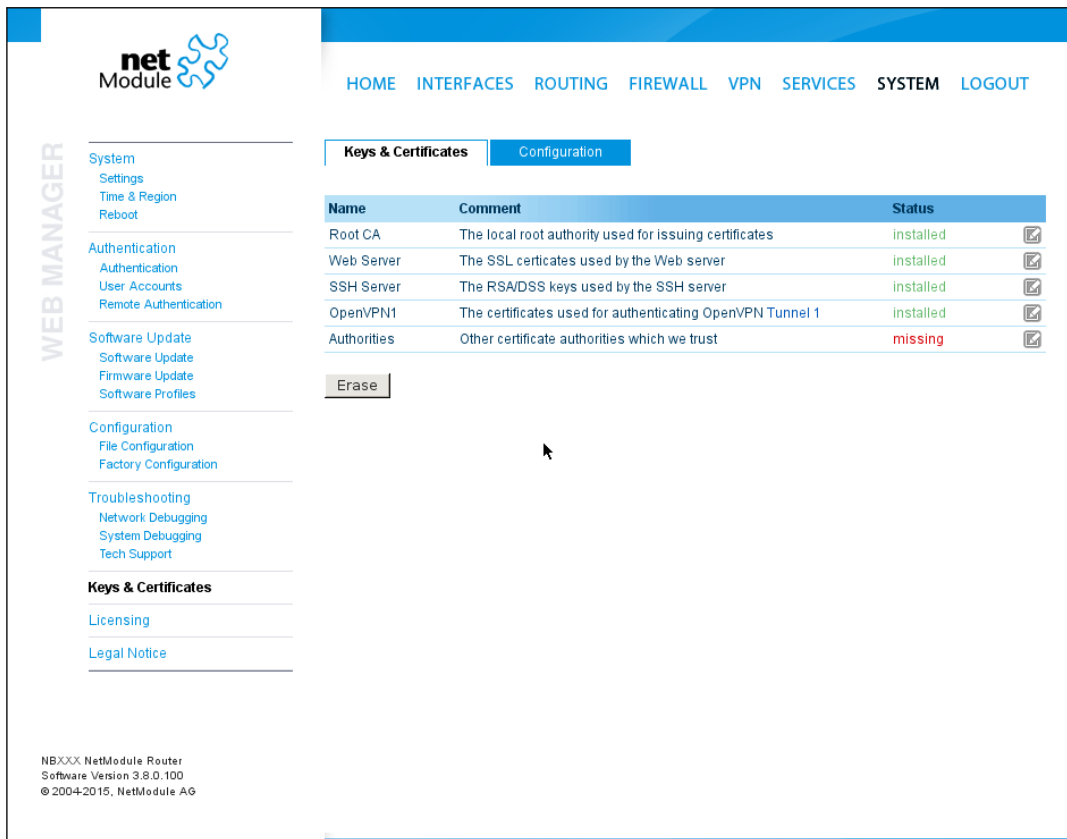 net
Module
HOME INTERFACES ROUTING FIREWALL VPN SERVICES SYSTEM LOGOUT
WEB MANAGER
System
Settings
Time & Region
Reboot
Authentication
Authentication
User Accounts
Remote Authentication
Software Update
Software Update
Firmware Update
Software Profiles
Configuration
File Configuration
Factory Configuration
Troubleshooting
Network Debugging
System Debugging
Tech Support
Keys & Certificates
Licensing
Legal Notice
Keys & Certificates Configuration
Name Comment Status
Root CA The local root authority used for issuing certificates installed
Web Server The SSL certicates used by the Web server installed
SSH Server The RSA/DSS keys used by the SSH server installed
OpenVPN1 The certificates used for authenticating OpenVPN Tunnel 1 installed
Authorities Other certificate authorities which we trust missing
Erase
NBXXX NetModule Router
Software Version 3.8.0.100
© 2004-2015, NetModule AG